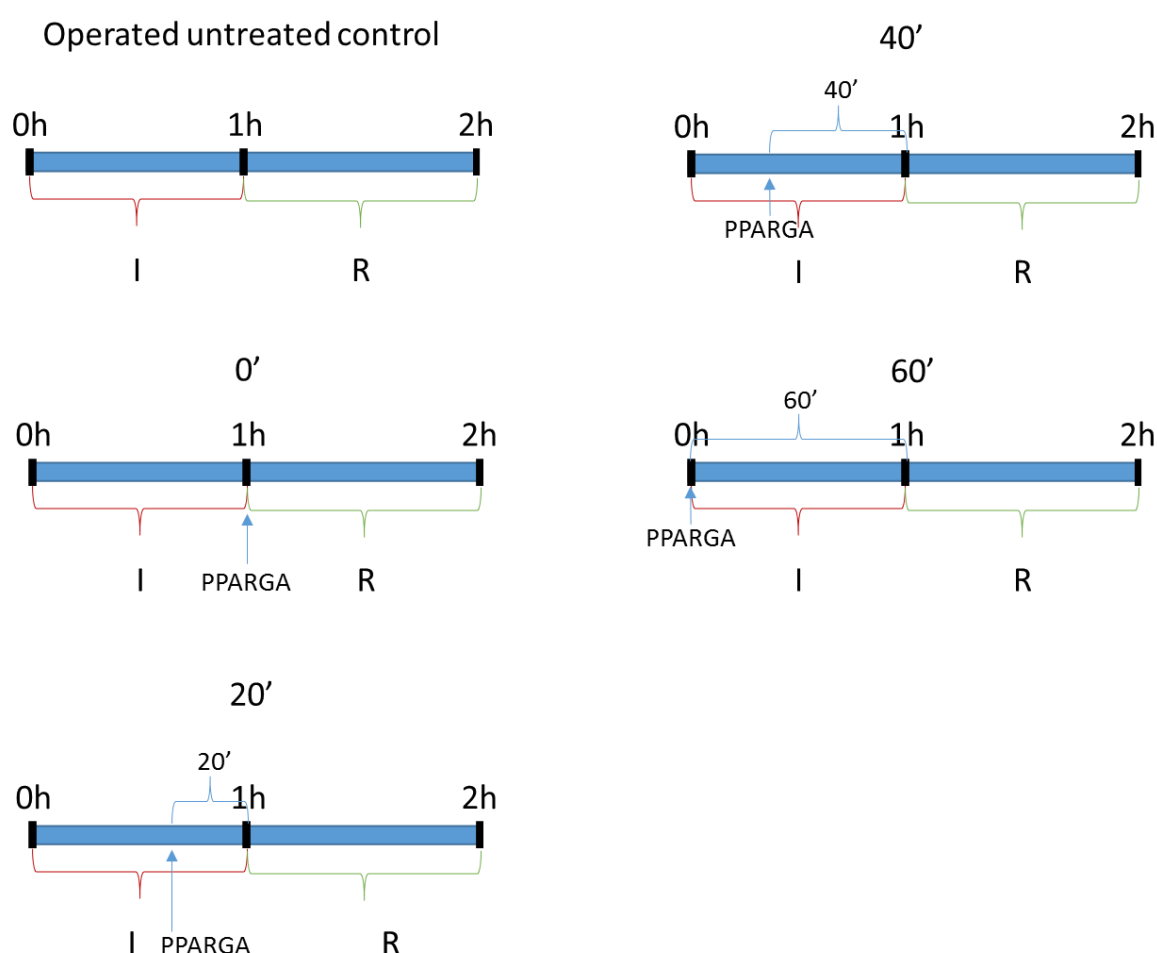 Operated untreated control
0h 1h 2h
I R
0’
0h 1h 2h
I PPARGA R
20’
20’
0h 1h 2h
I PPARGA R
40’
40’
0h 1h 2h
PPARGA
I R
60’
60’
0h 1h 2h
PPARGA
I R